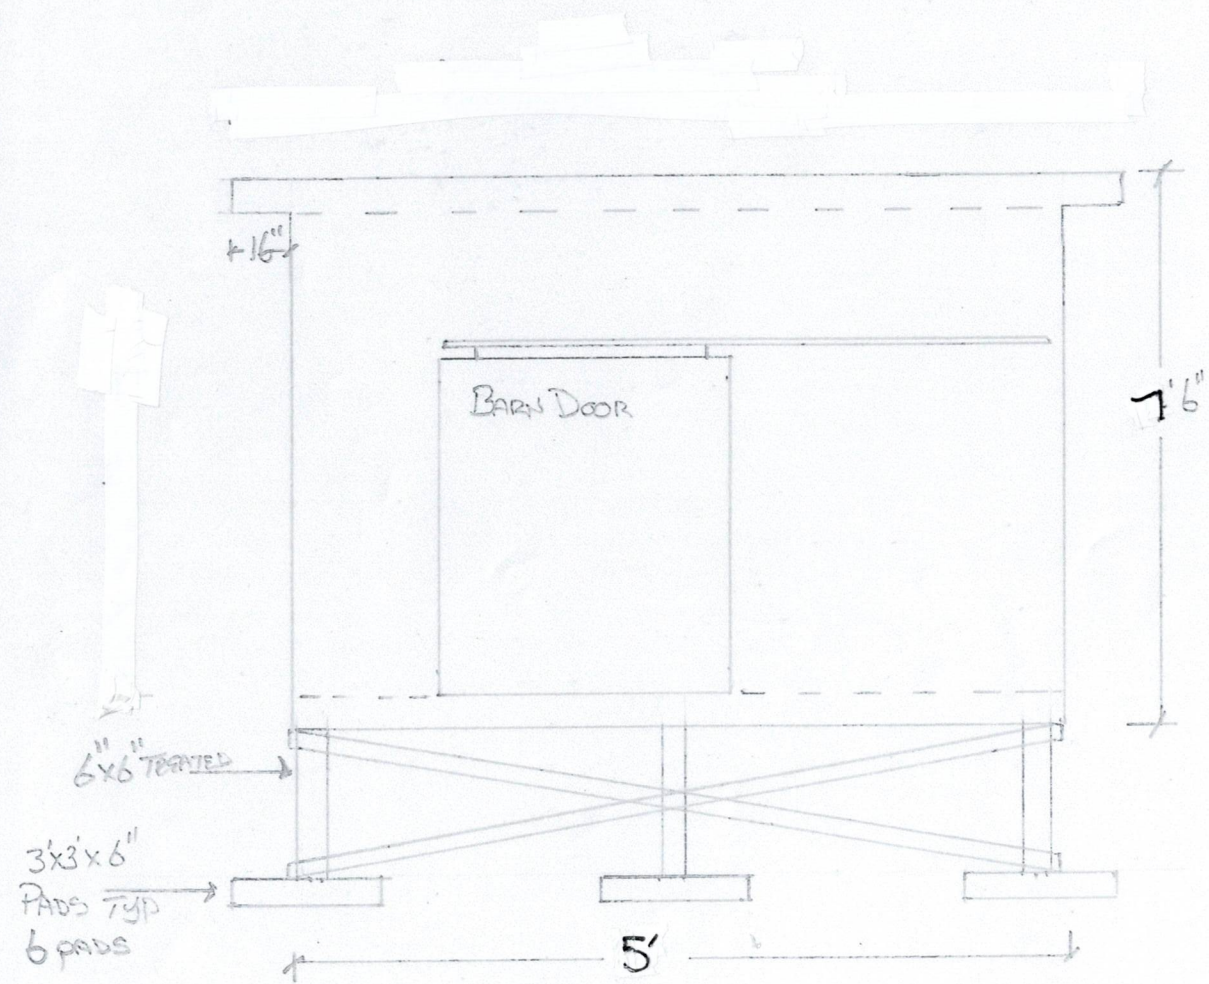 16"
BARN DOOR
7'6"
6"x6" TREATED
3'x3'x6"
PADS TYP
6 PADS
5'